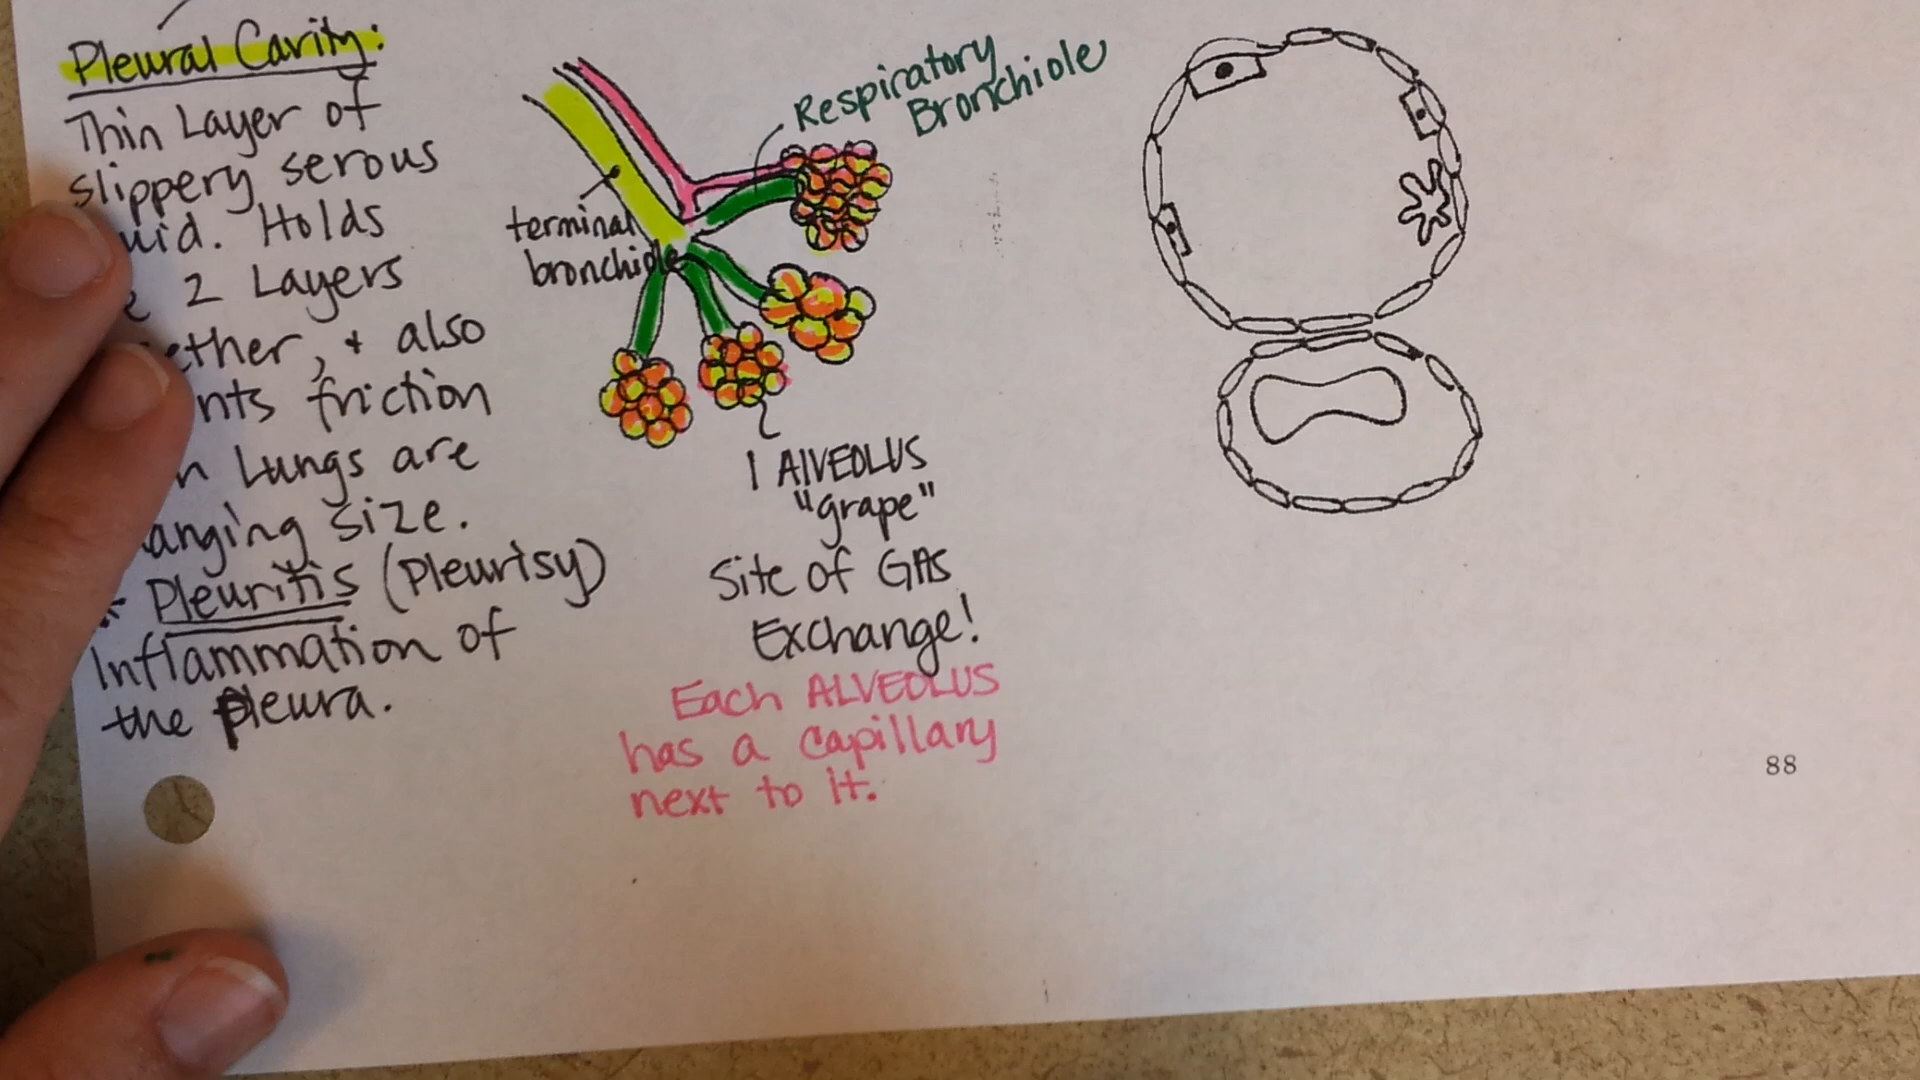 Pleural Cavity:
Thin Layer of
slippery serous
uid. Holds
e 2 Layers
ether, + also
nts friction
n Lungs are
anging size.
* Pleuritis (Pleurisy)
Inflammation of
the Pleura.
Respiratory
Bronchiole
terminal
bronchiole
1 AlVEOLUS
"grape"
Site of GAS
Exchange!
Each ALVEOLUS
has a capillary
next to it.
88